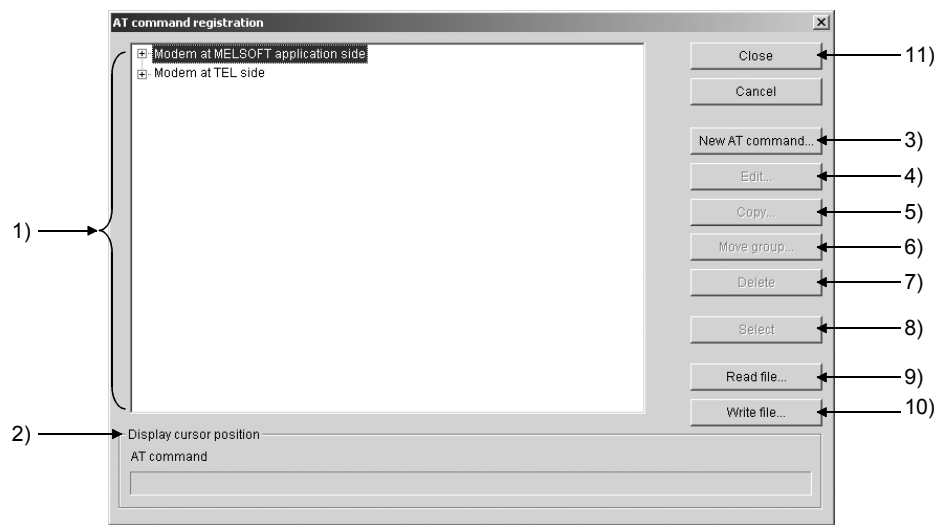 AT command registration
Modem at MELSOFT application side
Modem at TEL side
Close
11)
Cancel
New AT command...
3)
Edit...
4)
Copy...
5)
1)
Move group...
6)
Delete
7)
Select
8)
Read file...
9)
Write file...
10)
2)
Display cursor position
AT command